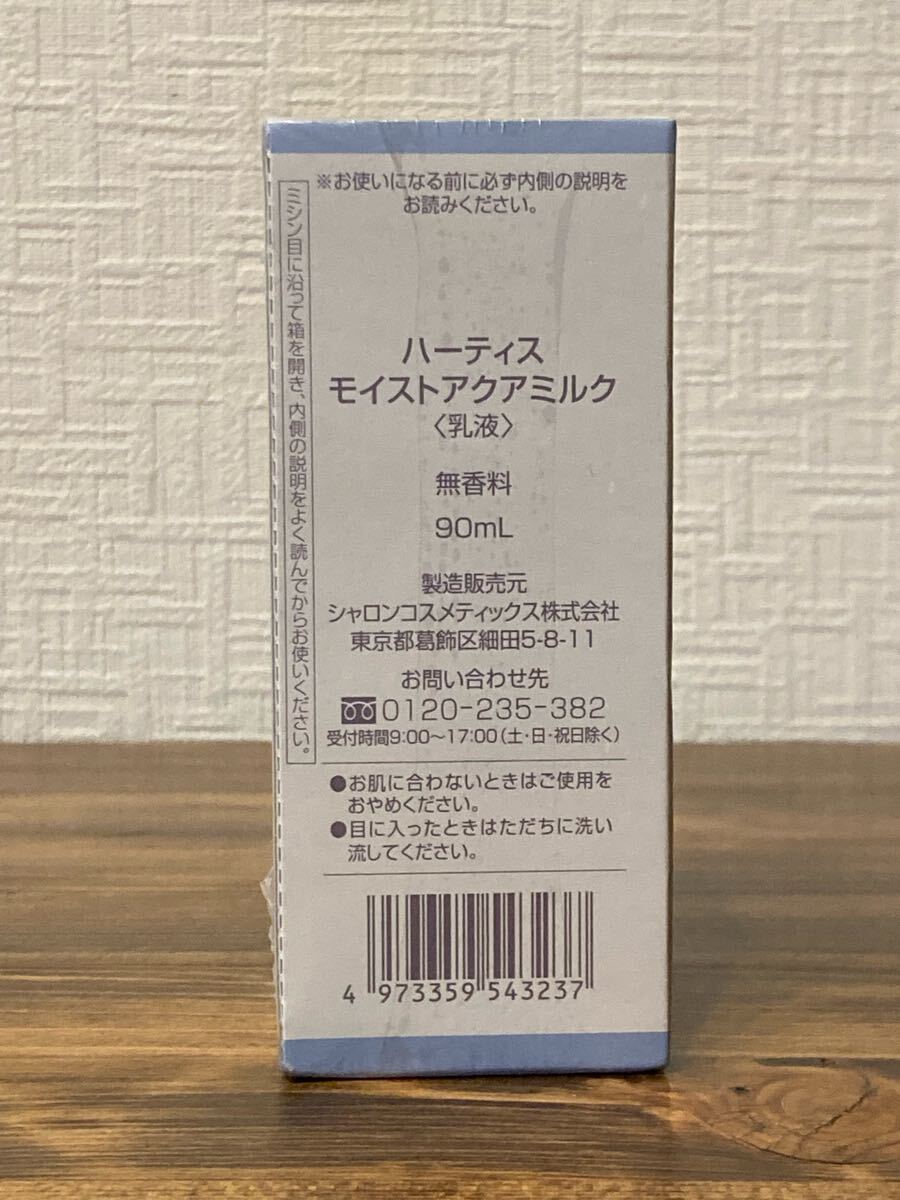 ※お使いになる前に必ず内側の説明を
お読みください。
ミシン目に沿って箱を開き、内側の説明をよく読んでからお使いください。
ハーティス
モイストアクアミルク
〈乳液〉
無香料
90mL
製造販売元
シャロンコスメティックス株式会社
東京都葛飾区細田5-8-11
お問い合わせ先
0120-235-382
受付時間9:00〜17:00(土・日・祝日除く)
●お肌に合わないときはご使用を
おやめください。
●目に入ったときはただちに洗い
流してください。
4 973359 543237